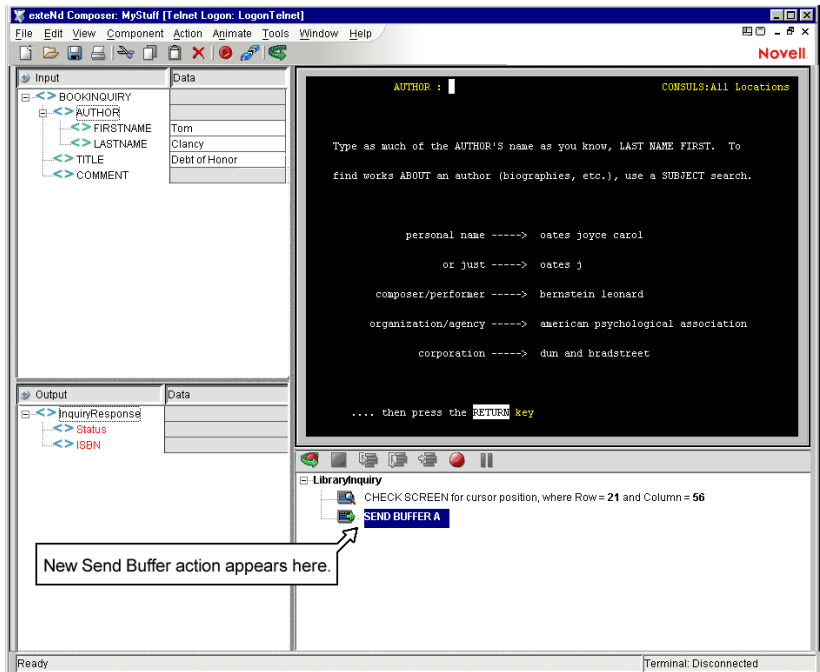 exteNd Composer: MyStuff [Telnet Logon: LogonTelnet]
File Edit View Component Action Animate Tools Window Help
Novell.
Input Data
BOOKINQUIRY
AUTHOR
FIRSTNAME Tom
LASTNAME Clancy
TITLE Debt of Honor
COMMENT
AUTHOR : CONSULS:All Locations
Type as much of the AUTHOR'S name as you know, LAST NAME FIRST. To
find works ABOUT an author (biographies, etc.), use a SUBJECT search.
personal name -----> oates joyce carol
or just -----> oates j
composer/performer -----> bernstein leonard
organization/agency -----> american psychological association
corporation -----> dun and bradstreet
.... then press the RETURN key
Output Data
InquiryResponse
Status
ISBN
LibraryInquiry
CHECK SCREEN for cursor position, where Row = 21 and Column = 56
SEND BUFFER A
New Send Buffer action appears here.
Ready Terminal: Disconnected